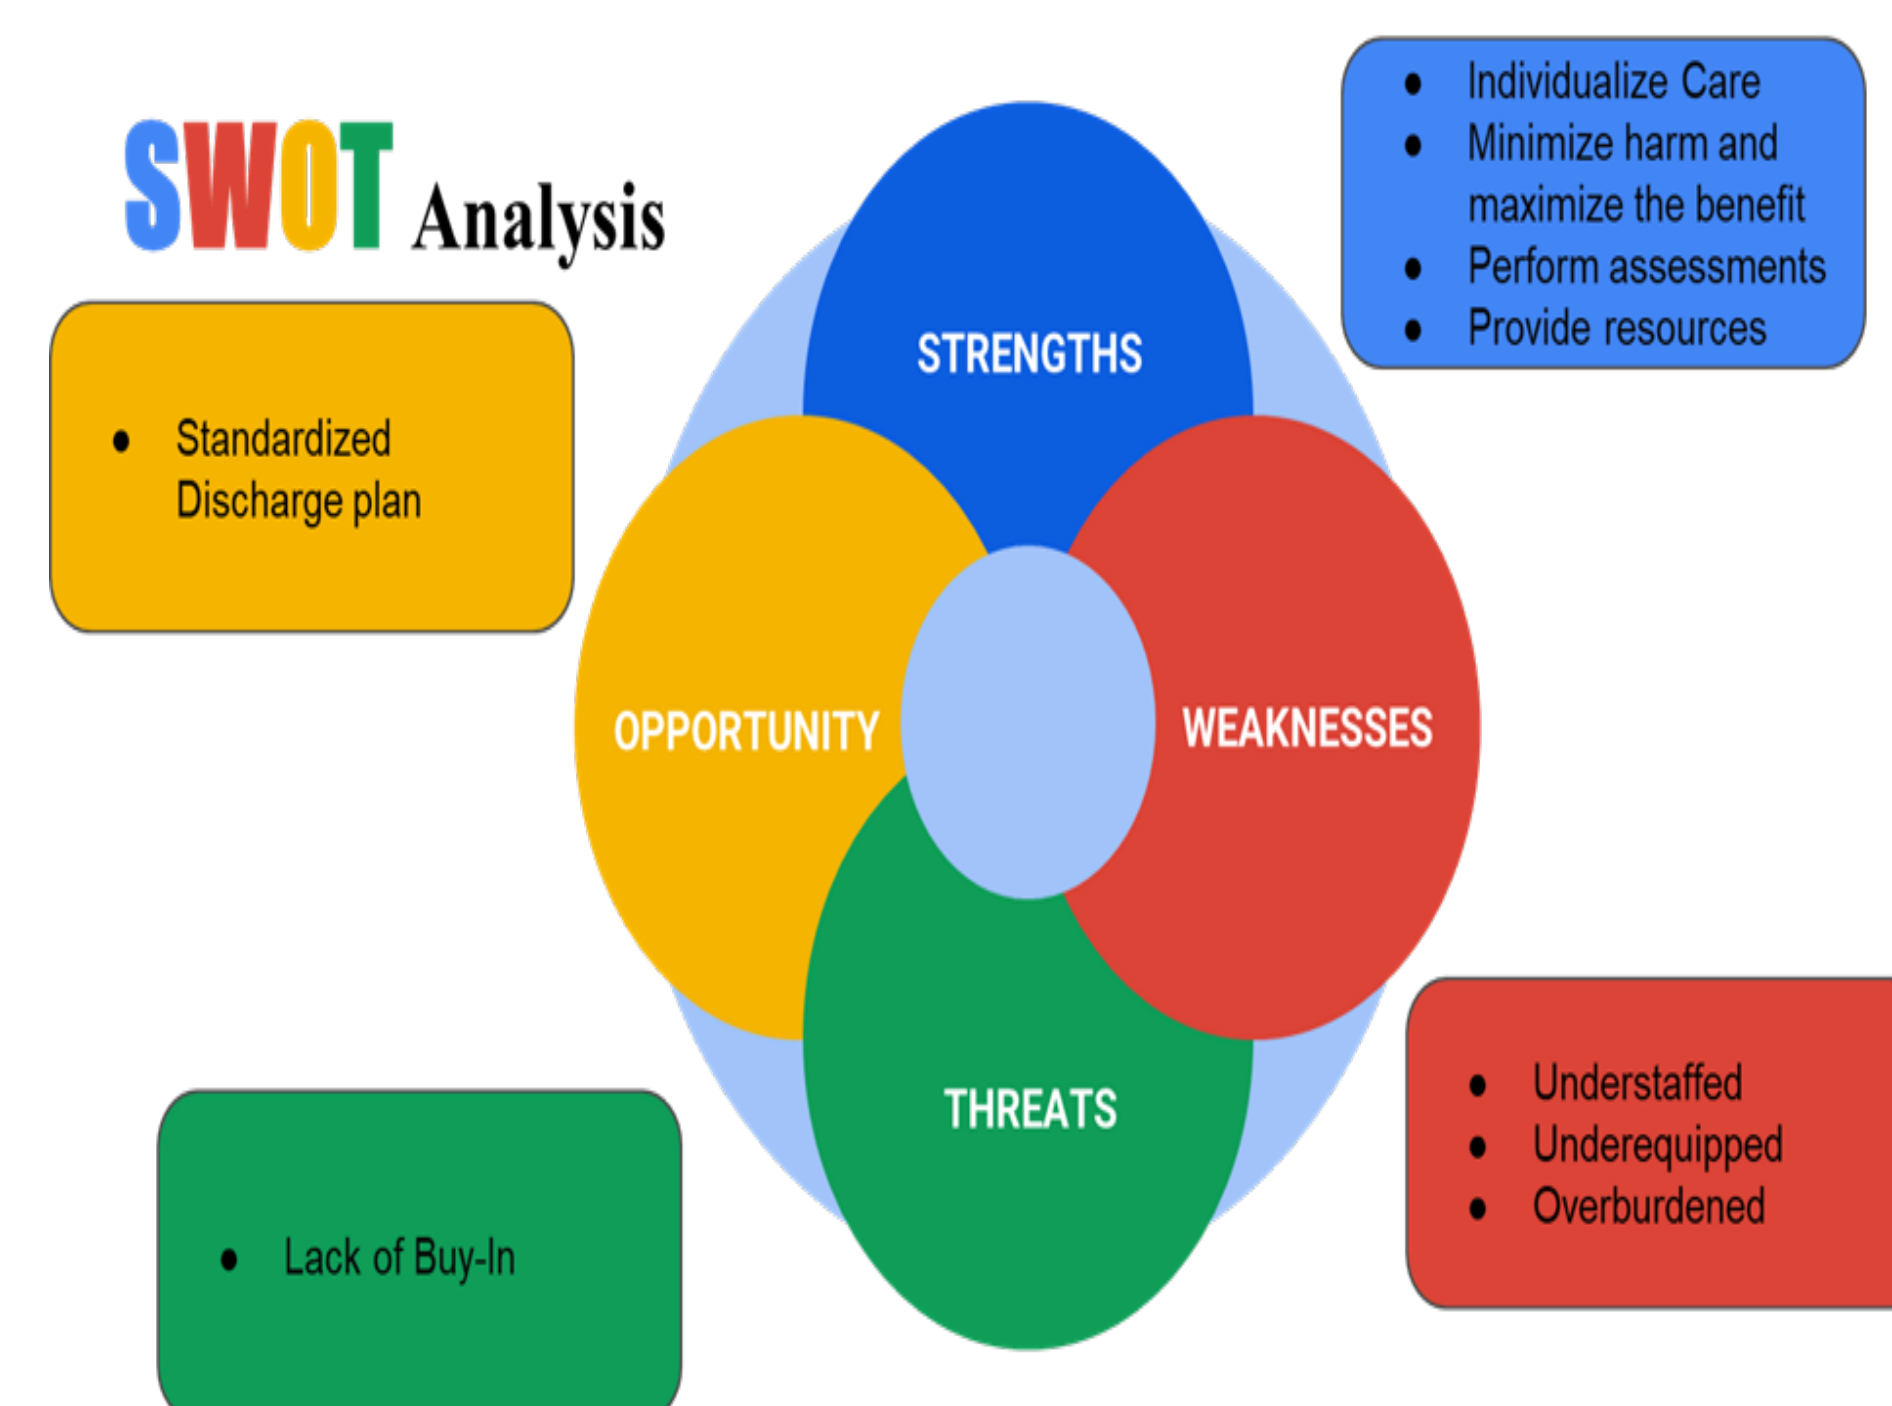 SWOT Analysis
• Individualize Care
• Minimize harm and
maximize the benefit
• Perform assessments
• Provide resources
STRENGTHS
• Standardized
Discharge plan
OPPORTUNITY
WEAKNESSES
THREATS
• Understaffed
• Underequipped
• Overburdened
• Lack of Buy-In